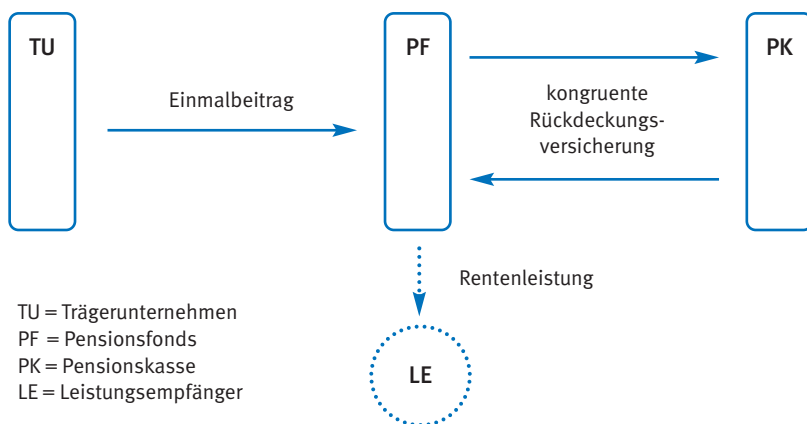 TU
PF
PK
Einmalbeitrag
kongruente
Rückdeckungs-
versicherung
Rentenleistung
TU = Trägerunternehmen
PF = Pensionsfonds
PK = Pensionskasse
LE = Leistungsempfänger
LE